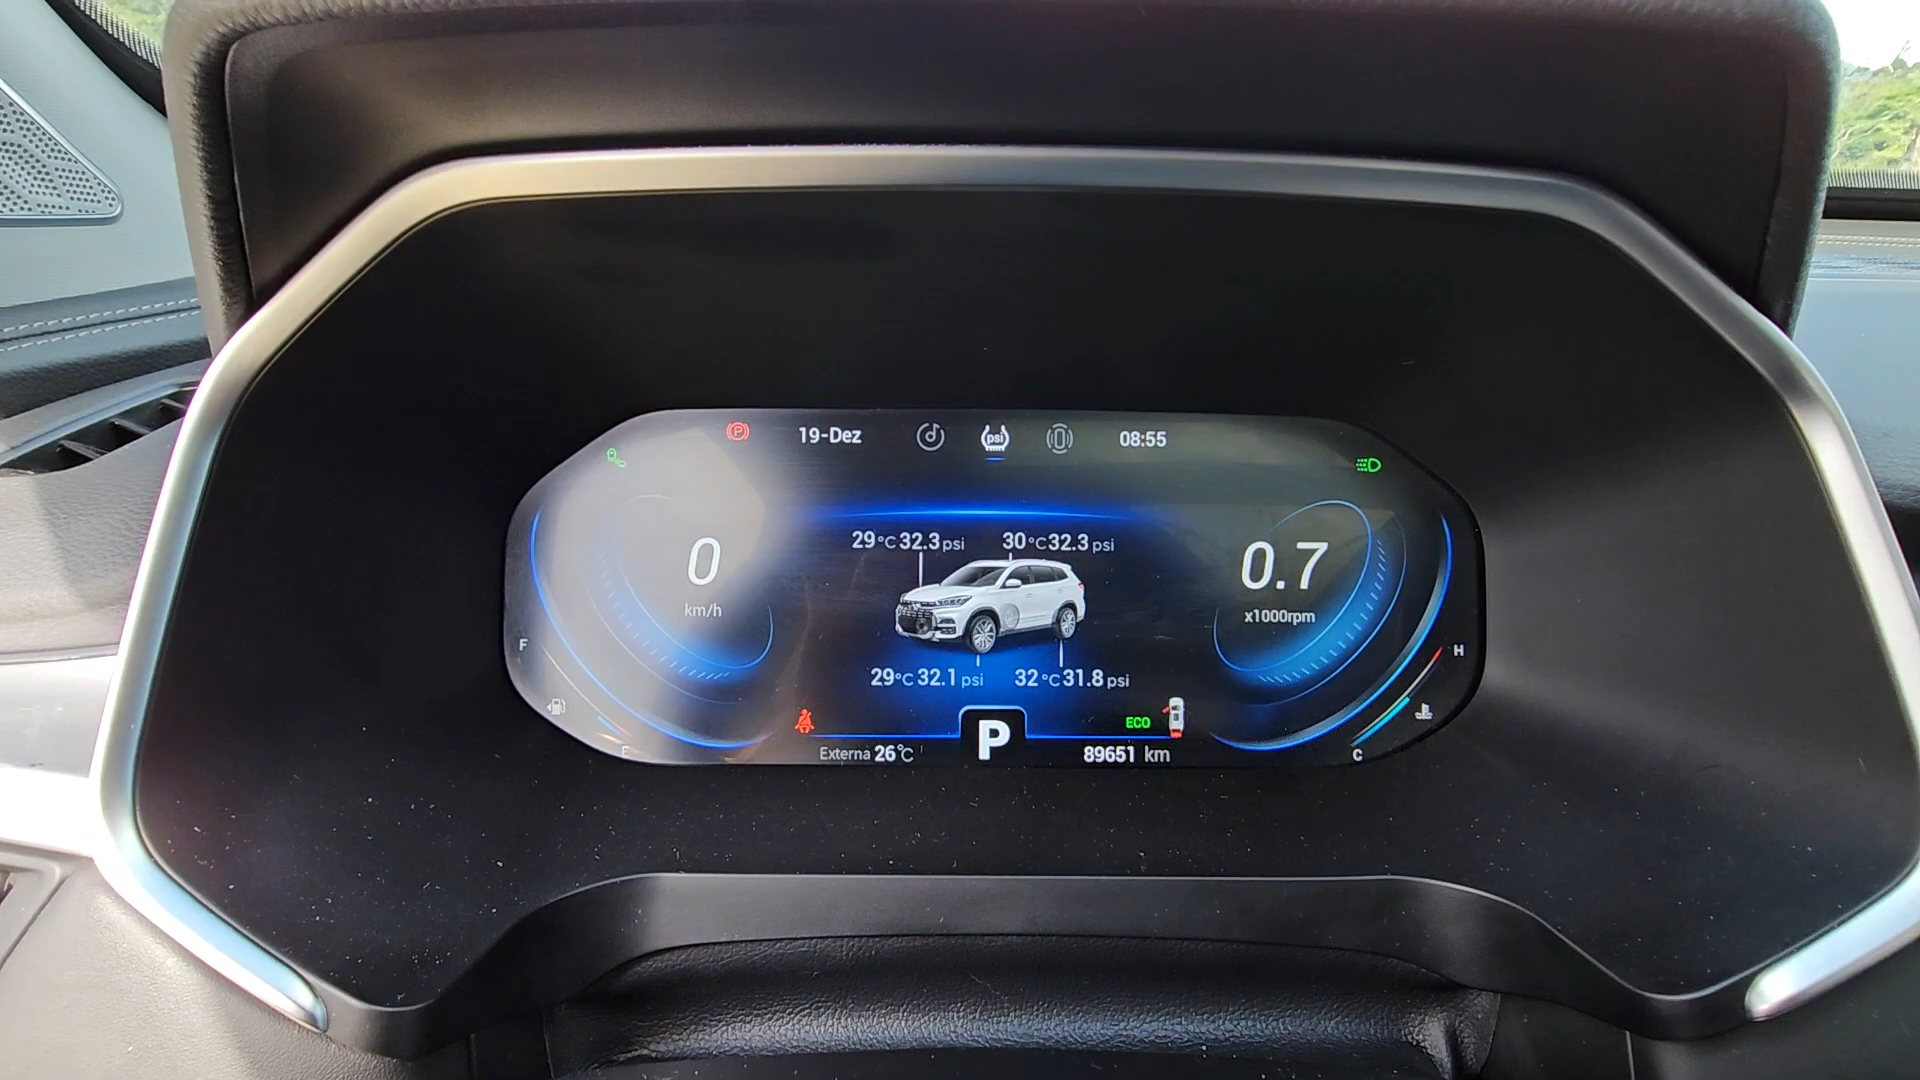 19-Dez psi 08:55
29°C 32.3 psi 30°C 32.3 psi
0 0.7
km/h x1000rpm
F H
29°C 32.1 psi 32°C 31.8 psi
P ECO
E C
Externa 26°C 89651 km